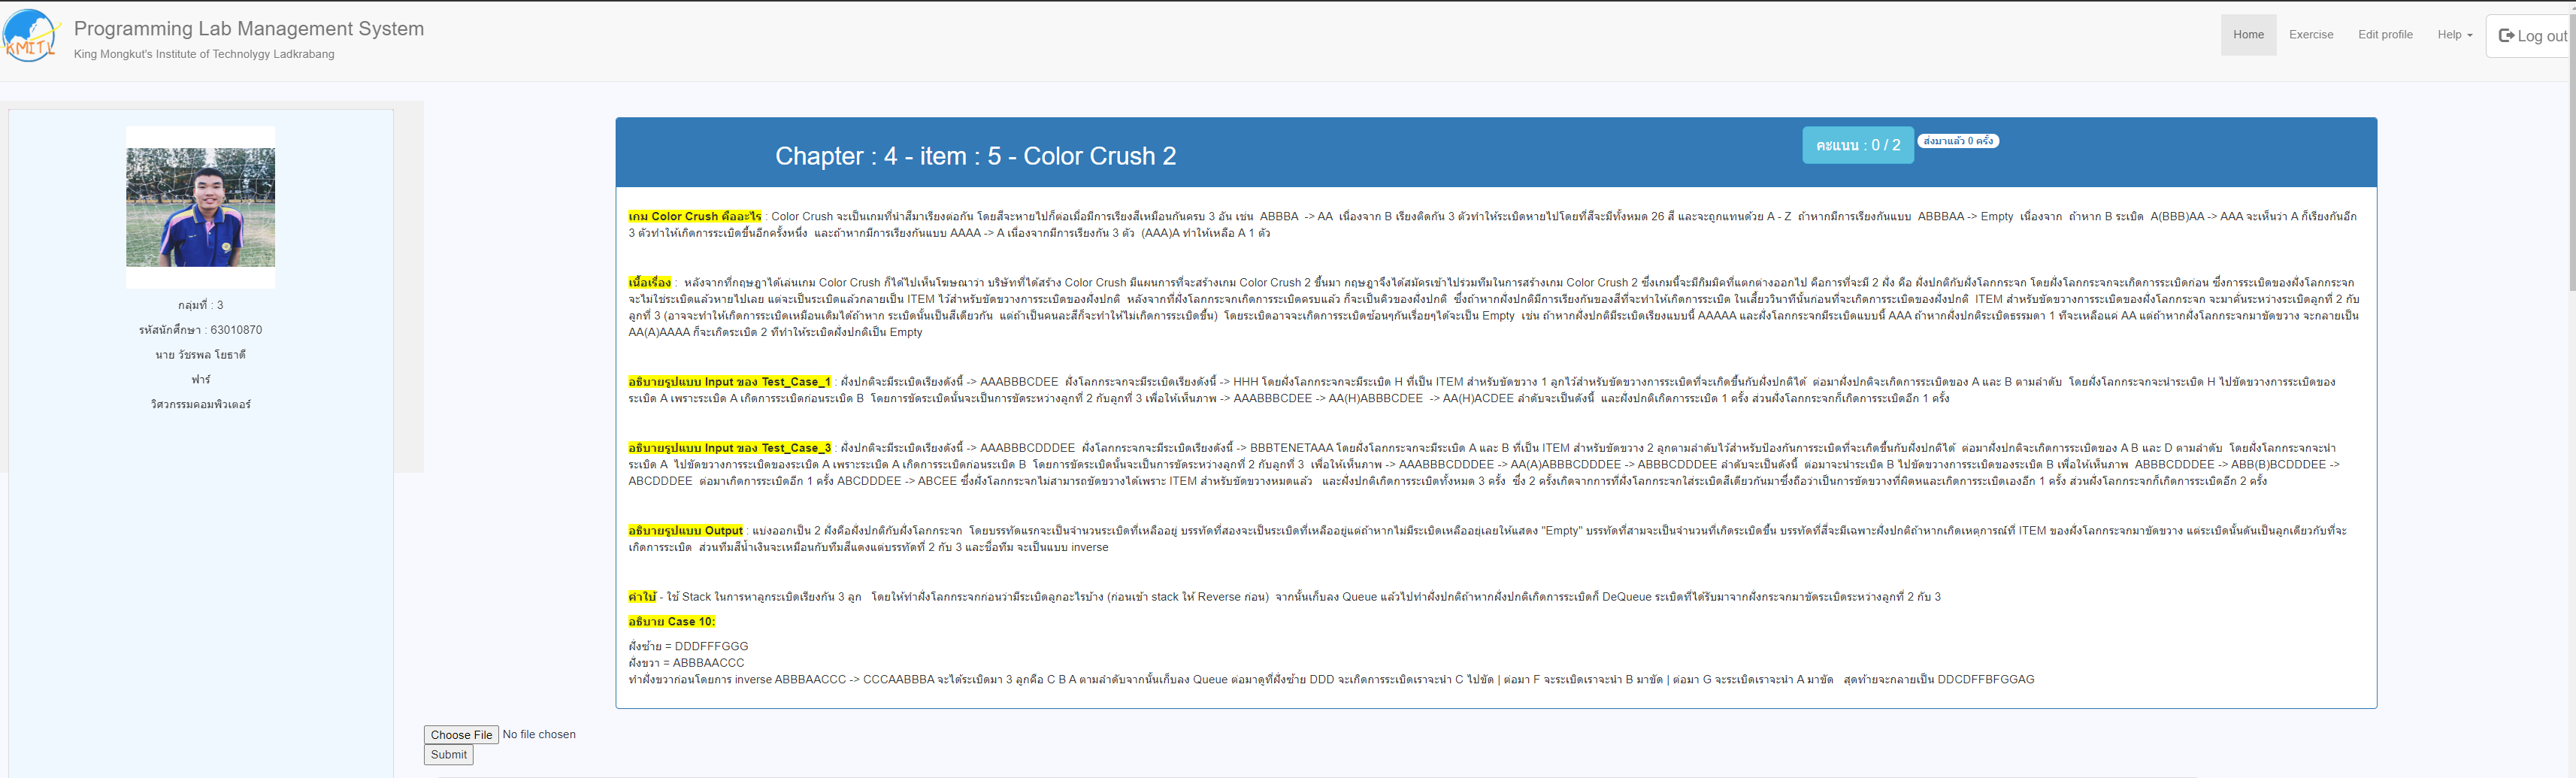 Programming Lab Management System
King Mongkut's Institute of Technolygy Ladkrabang
Home Exercise Edit profile Help Log out
KMITL
กลุ่มที่ : 3
รหัสนักศึกษา : 63010870
นาย วัชรพล โยธาดี
ฟาร์
วิศวกรรมคอมพิวเตอร์
Chapter : 4 - item : 5 - Color Crush 2
คะแนน : 0 / 2
ส่งมาแล้ว 0 ครั้ง
เกม Color Crush คืออะไร : Color Crush จะเป็นเกมที่นำสีมาเรียงต่อกัน โดยสีจะหายไปก็ต่อเมื่อมีการเรียงสีเหมือนกันครบ 3 อัน เช่น ABBBA -> AA เนื่องจาก B เรียงติดกัน 3 ตัวทำให้ระเบิดหายไปโดยที่สีจะมีทั้งหมด 26 สี และจะถูกแทนด้วย A - Z ถ้าหากมีการเรียงกันแบบ ABBBAA -> Empty เนื่องจาก ถ้าหาก B ระเบิด A(BBB)AA -> AAA จะเห็นว่า A ก็เรียงกันอีก
3 ตัวทำให้เกิดการระเบิดขึ้นอีกครั้งหนึ่ง และถ้าหากมีการเรียงกันแบบ AAAA -> A เนื่องจากมีการเรียงกัน 3 ตัว (AAA)A ทำให้เหลือ A 1 ตัว
เนื้อเรื่อง : หลังจากที่กฤษฎาได้เล่นเกม Color Crush ก็ได้ไปเห็นโฆษณาว่า บริษัทที่ได้สร้าง Color Crush มีแผนการที่จะสร้างเกม Color Crush 2 ขึ้นมา กฤษฎาจึงได้สมัครเข้าไปร่วมทีมในการสร้างเกม Color Crush 2 ซึ่งเกมนี้จะมีกิมมิคที่แตกต่างออกไป คือการที่จะมี 2 ฝั่ง คือ ฝั่งปกติกับฝั่งโลกกระจก โดยฝั่งโลกกระจกจะเกิดการระเบิดก่อน ซึ่งการระเบิดของฝั่งโลกกระจก
จะไม่ใช่ระเบิดแล้วหายไปเลย แต่จะเป็นระเบิดแล้วกลายเป็น ITEM ไว้สำหรับขัดขวางการระเบิดของฝั่งปกติ หลังจากที่ฝั่งโลกกระจกเกิดการระเบิดครบแล้ว ก็จะเป็นคิวของฝั่งปกติ ซึ่งถ้าหากฝั่งปกติมีการเรียงกันของสีที่จะทำให้เกิดการระเบิด ในเสี้ยววินาทีนั้นก่อนที่จะเกิดการระเบิดของฝั่งปกติ ITEM สำหรับขัดขวางการระเบิดของฝั่งโลกกระจก จะมาคั่นระหว่างระเบิดลูกที่ 2 กับ
ลูกที่ 3 (อาจจะทำให้เกิดการระเบิดเหมือนเดิมได้ถ้าหาก ระเบิดนั้นเป็นสีเดียวกัน แต่ถ้าเป็นคนละสีก็จะทำให้ไม่เกิดการระเบิดขึ้น) โดยระเบิดอาจจะเกิดการระเบิดซ้อนๆกันเรื่อยๆได้จะเป็น Empty เช่น ถ้าหากฝั่งปกติมีระเบิดเรียงแบบนี้ AAAAA และฝั่งโลกกระจกมีระเบิดแบบนี้ AAA ถ้าหากฝั่งปกติระเบิดธรรมดา 1 ทีจะเหลือแค่ AA แต่ถ้าหากฝั่งโลกกระจกมาขัดขวาง จะกลายเป็น
AA(A)AAAA ก็จะเกิดระเบิด 2 ทีทำให้ระเบิดฝั่งปกติเป็น Empty
อธิบายรูปแบบ Input ของ Test_Case_1 : ฝั่งปกติจะมีระเบิดเรียงดังนี้ -> AAABBBCDEE ฝั่งโลกกระจกจะมีระเบิดเรียงดังนี้ -> HHH โดยฝั่งโลกกระจกจะมีระเบิด H ที่เป็น ITEM สำหรับขัดขวาง 1 ลูกไว้สำหรับขัดขวางการระเบิดที่จะเกิดขึ้นกับฝั่งปกติได้ ต่อมาฝั่งปกติจะเกิดการระเบิดของ A และ B ตามลำดับ โดยฝั่งโลกกระจกจะนำระเบิด H ไปขัดขวางการระเบิดของ
ระเบิด A เพราะระเบิด A เกิดการระเบิดก่อนระเบิด B โดยการขัดระเบิดนั้นจะเป็นการขัดระหว่างลูกที่ 2 กับลูกที่ 3 เพื่อให้เห็นภาพ -> AAABBBCDEE -> AA(H)ABBBCDEE -> AA(H)ACDEE ลำดับจะเป็นดังนี้ และฝั่งปกติเกิดการระเบิด 1 ครั้ง ส่วนฝั่งโลกกระจกก็เกิดการระเบิดอีก 1 ครั้ง
อธิบายรูปแบบ Input ของ Test_Case_3 : ฝั่งปกติจะมีระเบิดเรียงดังนี้ -> AAABBBCDDDEE ฝั่งโลกกระจกจะมีระเบิดเรียงดังนี้ -> BBBTENETAAA โดยฝั่งโลกกระจกจะมีระเบิด A และ B ที่เป็น ITEM สำหรับขัดขวาง 2 ลูกตามลำดับไว้สำหรับป้องกันการระเบิดที่จะเกิดขึ้นกับฝั่งปกติได้ ต่อมาฝั่งปกติจะเกิดการระเบิดของ A B และ D ตามลำดับ โดยฝั่งโลกกระจกจะนำ
ระเบิด A ไปขัดขวางการระเบิดของระเบิด A เพราะระเบิด A เกิดการระเบิดก่อนระเบิด B โดยการขัดระเบิดนั้นจะเป็นการขัดระหว่างลูกที่ 2 กับลูกที่ 3 เพื่อให้เห็นภาพ -> AAABBBCDDDEE -> AA(A)ABBBCDDDEE -> ABBBCDDDEE ลำดับจะเป็นดังนี้ ต่อมาจะนำระเบิด B ไปขัดขวางการระเบิดของระเบิด B เพื่อให้เห็นภาพ ABBBCDDDEE -> ABB(B)BCDDDEE ->
ABCDDDEE ต่อมาเกิดการระเบิดอีก 1 ครั้ง ABCDDDEE -> ABCEE ซึ่งฝั่งโลกกระจกไม่สามารถขัดขวางได้เพราะ ITEM สำหรับขัดขวางหมดแล้ว และฝั่งปกติเกิดการระเบิดทั้งหมด 3 ครั้ง ซึ่ง 2 ครั้งเกิดจากการที่ฝั่งโลกกระจกใส่ระเบิดสีเดียวกันมาซึ่งถือว่าเป็นการขัดขวางที่ผิดหและเกิดการระเบิดเองอีก 1 ครั้ง ส่วนฝั่งโลกกระจกก็เกิดการระเบิดอีก 2 ครั้ง
อธิบายรูปแบบ Output : แบ่งออกเป็น 2 ฝั่งคือฝั่งปกติกับฝั่งโลกกระจก โดยบรรทัดแรกจะเป็นจำนวนระเบิดที่เหลืออยู่ บรรทัดที่สองจะเป็นระเบิดที่เหลืออยู่แต่ถ้าหากไม่มีระเบิดเหลืออยุ่เลยให้แสดง "Empty" บรรทัดที่สามจะเป็นจำนวนที่เกิดระเบิดขึ้น บรรทัดที่สี่จะมีเฉพาะฝั่งปกติถ้าหากเกิดเหตุการณ์ที่ ITEM ของฝั่งโลกกระจกมาขัดขวาง แต่ระเบิดนั้นดันเป็นลูกเดียวกับที่จะ
เกิดการระเบิด ส่วนทีมสีน้ำเงินจะเหมือนกับทีมสีแดงแต่บรรทัดที่ 2 กับ 3 และชื่อทีม จะเป็นแบบ inverse
คำใบ้ - ใช้ Stack ในการหาลูกระเบิดเรียงกัน 3 ลูก โดยให้ทำฝั่งโลกกระจกก่อนว่ามีระเบิดลูกอะไรบ้าง (ก่อนเข้า stack ให้ Reverse ก่อน) จากนั้นเก็บลง Queue แล้วไปทำฝั่งปกติถ้าหากฝั่งปกติเกิดการระเบิดก็ DeQueue ระเบิดที่ได้รับมาจากฝั่งกระจกมาขัดระเบิดระหว่างลูกที่ 2 กับ 3
อธิบาย Case 10:
ฝั่งซ้าย = DDDFFFGGG
ฝั่งขวา = ABBBAACCC
ทำฝั่งขวาก่อนโดยการ inverse ABBBAACCC -> CCCAABBBA จะได้ระเบิดมา 3 ลูกคือ C B A ตามลำดับจากนั้นเก็บลง Queue ต่อมาดูที่ฝั่งซ้าย DDD จะเกิดการระเบิดเราจะนำ C ไปขัด | ต่อมา F จะระเบิดเราจะนำ B มาขัด | ต่อมา G จะระเบิดเราจะนำ A มาขัด สุดท้ายจะกลายเป็น DDCDFFBFGGAG
Choose File No file chosen
Submit